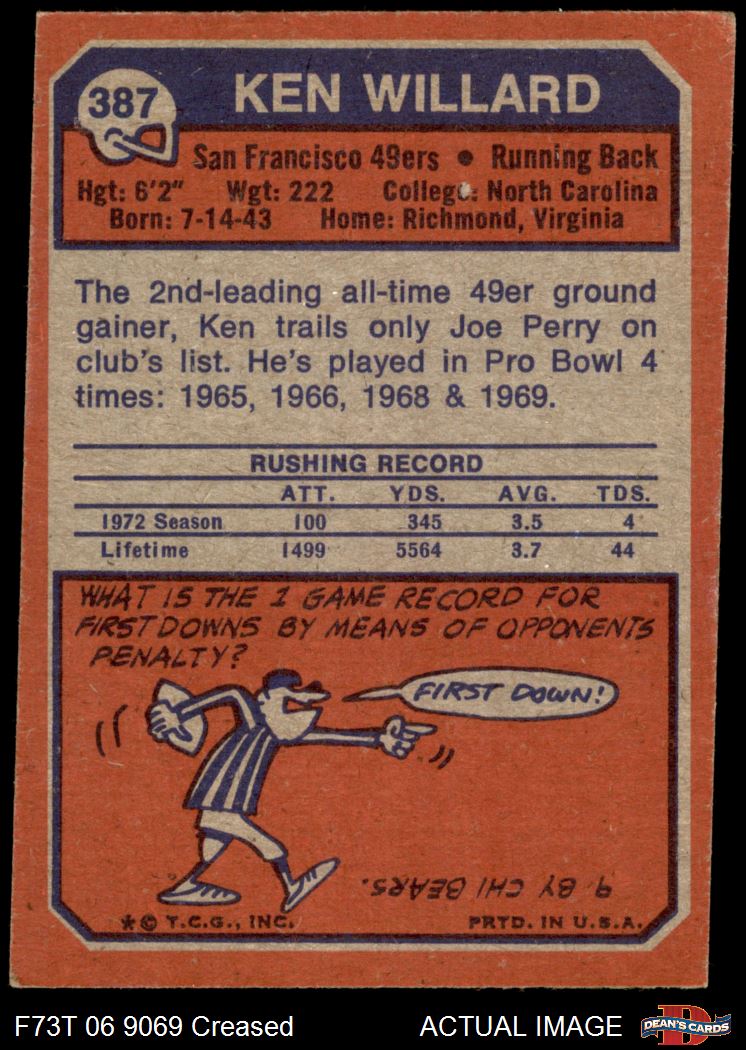 387
KEN WILLARD
San Francisco 49ers • Running Back
Hgt: 6'2" Wgt: 222 College: North Carolina
Born: 7-14-43 Home: Richmond, Virginia
The 2nd-leading all-time 49er ground
gainer, Ken trails only Joe Perry on
club's list. He's played in Pro Bowl 4
times: 1965, 1966, 1968 & 1969.
RUSHING RECORD
ATT. YDS. AVG. TDS.
1972 Season 100 345 3.5 4
Lifetime 1499 5564 3.7 44
WHAT IS THE 1 GAME RECORD FOR
FIRST DOWNS BY MEANS OF OPPONENTS
PENALTY?
FIRST DOWN!
9 BY CHI BEARS.
* © T.C.G., INC. PRTD. IN U.S.A.
F73T 06 9069 Creased ACTUAL IMAGE
D
DEAN'S CARDS